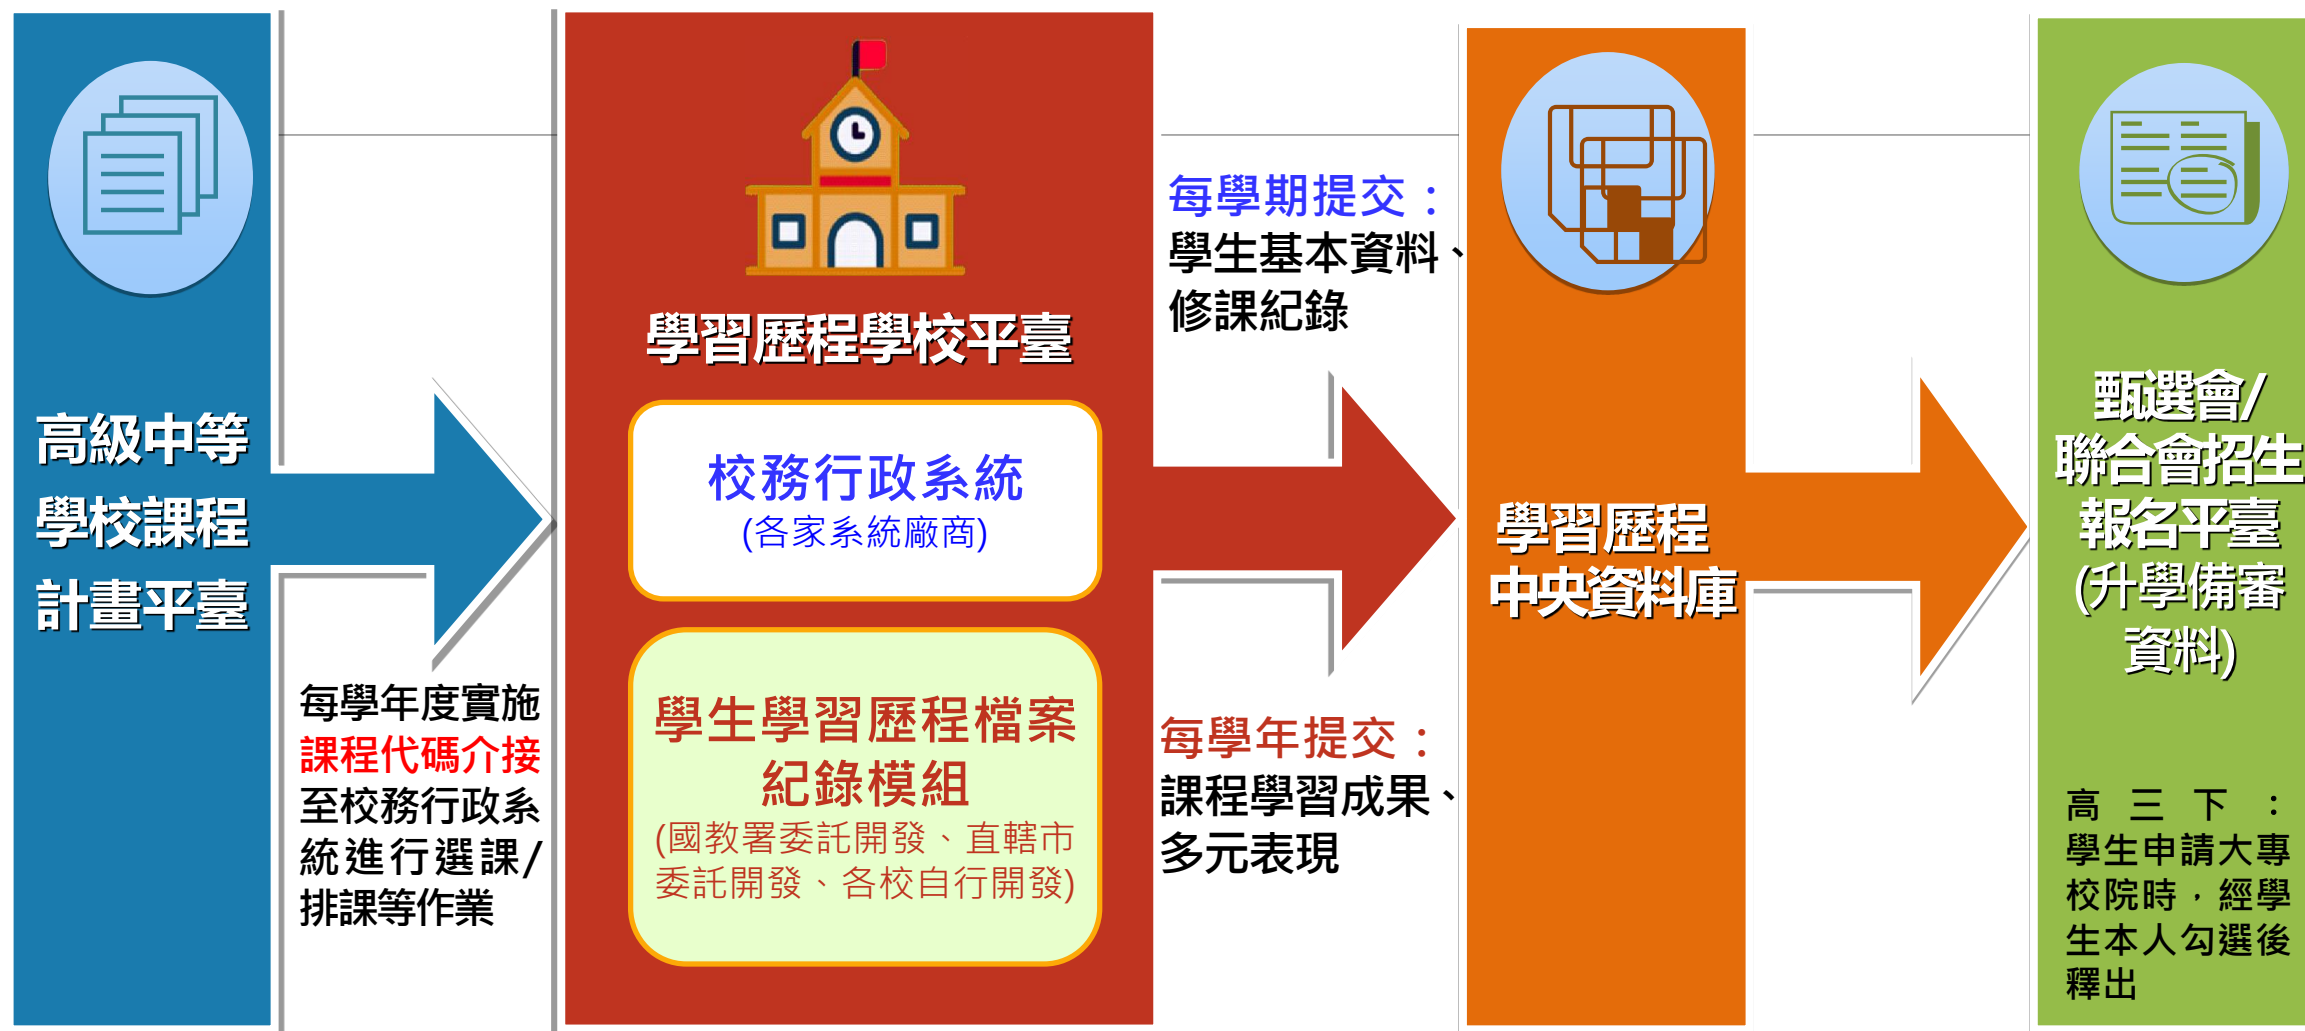 高級中等
學校課程
計畫平臺
每學年度實施
課程代碼介接
至校務行政系
統進行選課/
排課等作業
學習歷程學校平臺
校務行政系統
(各家系統廠商)
學生學習歷程檔案
紀錄模組
(國教署委託開發、直轄市
委託開發、各校自行開發)
每學期提交：
學生基本資料、
修課紀錄
每學年提交：
課程學習成果、
多元表現
學習歷程
中央資料庫
甄選會/
聯合會招生
報名平臺
(升學備審
資料)
高三下：
學生申請大專
校院時，經學
生本人勾選後
釋出